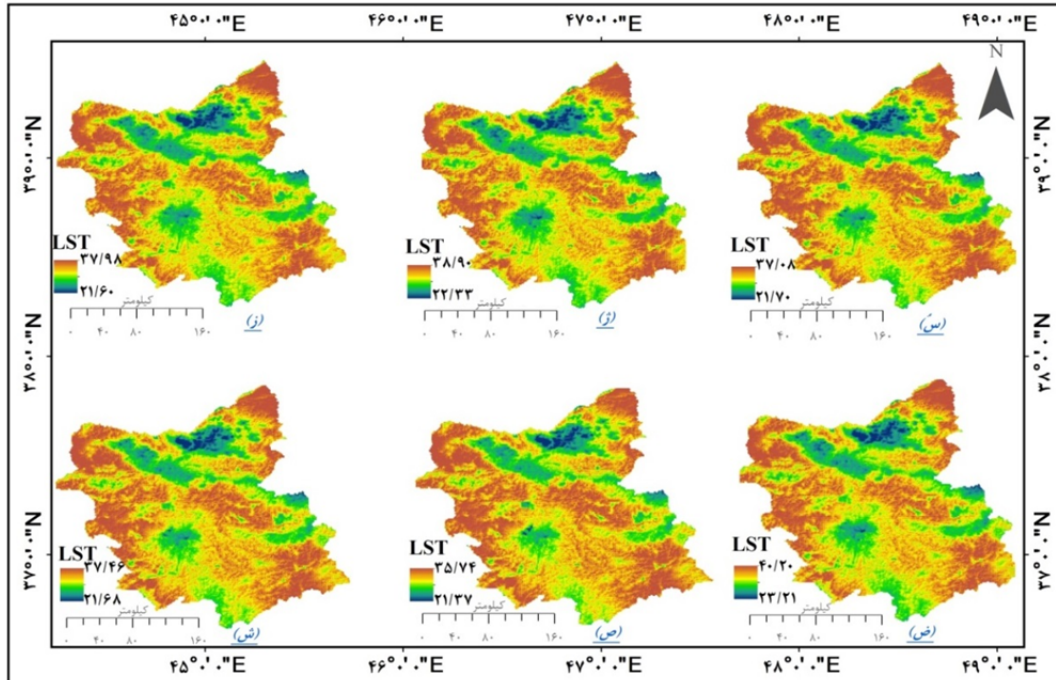 ۴۵°۰'۰"E ۴۶°۰'۰"E ۴۷°۰'۰"E ۴۸°۰'۰"E ۴۹°۰'۰"E
N
۳۹°۰'۰"N
۳۹°۰'۰"N
LST
۳۷/۹۸
۲۱/۶۰
کیلومتر
۰ ۴۰ ۸۰ ۱۶۰
(ز)
LST
۳۸/۹۰
۲۲/۳۳
کیلومتر
۰ ۴۰ ۸۰ ۱۶۰
(ژ)
LST
۳۷/۰۸
۲۱/۷۰
کیلومتر
۰ ۴۰ ۸۰ ۱۶۰
(س)
۳۸°۰'۰"N
۳۸°۰'۰"N
LST
۳۷/۴۶
۲۱/۶۸
کیلومتر
۰ ۴۰ ۸۰ ۱۶۰
(ش)
LST
۳۵/۷۴
۲۱/۳۷
کیلومتر
۰ ۴۰ ۸۰ ۱۶۰
(ص)
LST
۴۰/۲۰
۲۳/۲۱
کیلومتر
۰ ۴۰ ۸۰ ۱۶۰
(ض)
۳۷°۰'۰"N
۳۷°۰'۰"N
۴۵°۰'۰"E ۴۶°۰'۰"E ۴۷°۰'۰"E ۴۸°۰'۰"E ۴۹°۰'۰"E